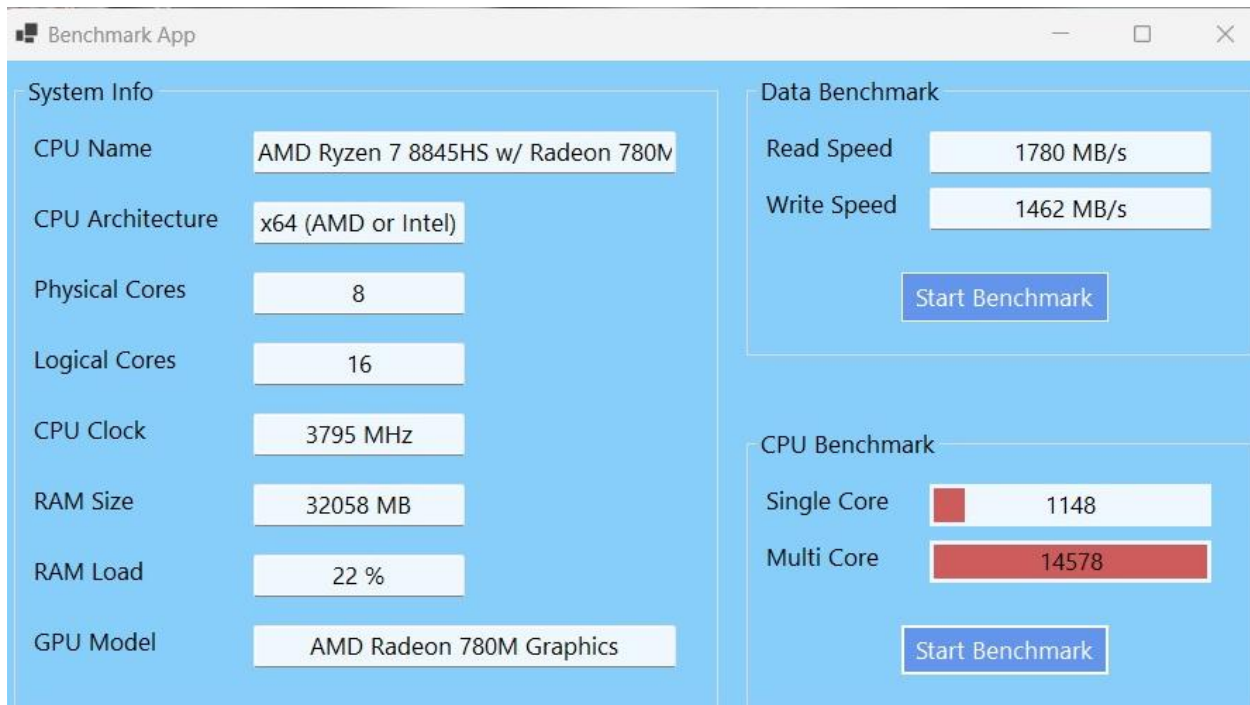 Benchmark App
System Info
CPU Name
AMD Ryzen 7 8845HS w/ Radeon 780M
CPU Architecture
x64 (AMD or Intel)
Physical Cores
8
Logical Cores
16
CPU Clock
3795 MHz
RAM Size
32058 MB
RAM Load
22 %
GPU Model
AMD Radeon 780M Graphics
Data Benchmark
Read Speed
1780 MB/s
Write Speed
1462 MB/s
Start Benchmark
CPU Benchmark
Single Core
1148
Multi Core
14578
Start Benchmark